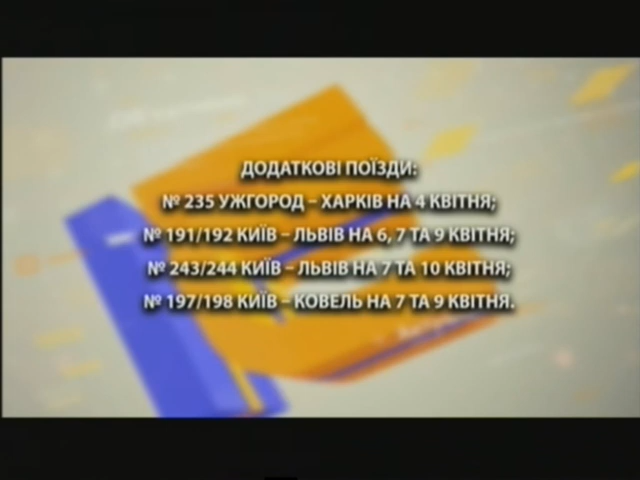 ДОДАТКОВІ ПОЇЗДИ:
№ 235 УЖГОРОД – ХАРКІВ НА 4 КВІТНЯ;
№ 191/192 КИЇВ – ЛЬВІВ НА 6, 7 ТА 9 КВІТНЯ;
№ 243/244 КИЇВ – ЛЬВІВ НА 7 ТА 10 КВІТНЯ;
№ 197/198 КИЇВ – КОВЕЛЬ НА 7 ТА 9 КВІТНЯ.